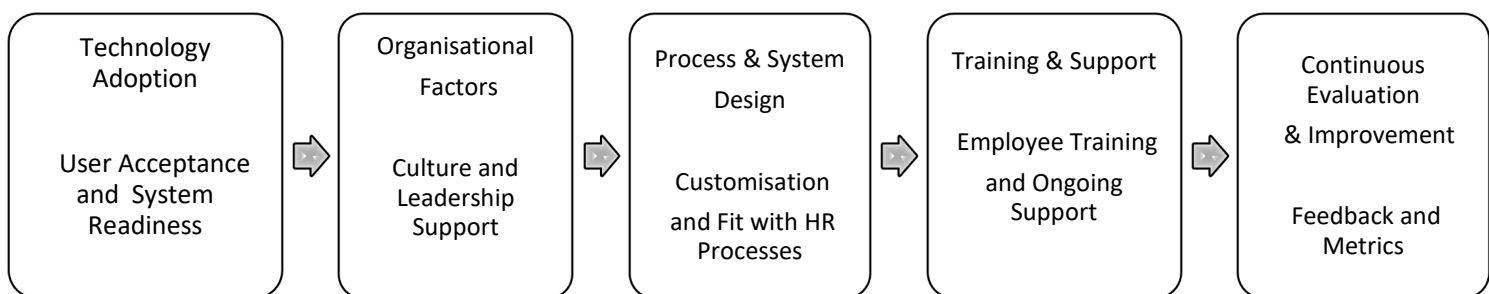 Technology
Adoption
User Acceptance
and System
Readiness
Organisational
Factors
Culture and
Leadership
Support
Process & System
Design
Customisation
and Fit with HR
Processes
Training & Support
Employee Training
and Ongoing
Support
Continuous
Evaluation
& Improvement
Feedback and
Metrics